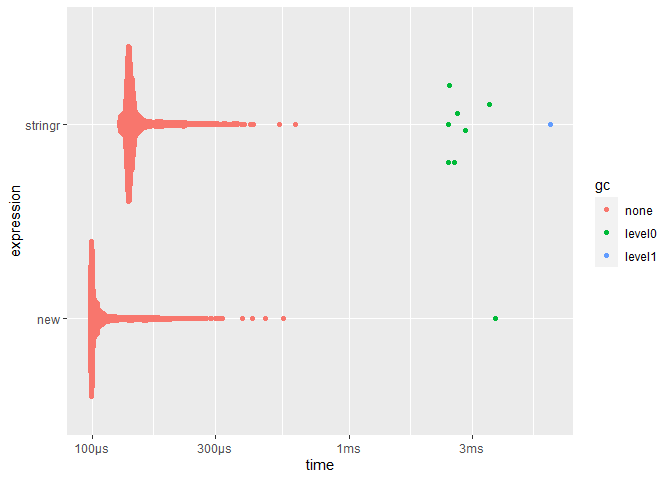 expression
stringr
new
100µs
300µs
1ms
3ms
time
gc
none
level0
level1